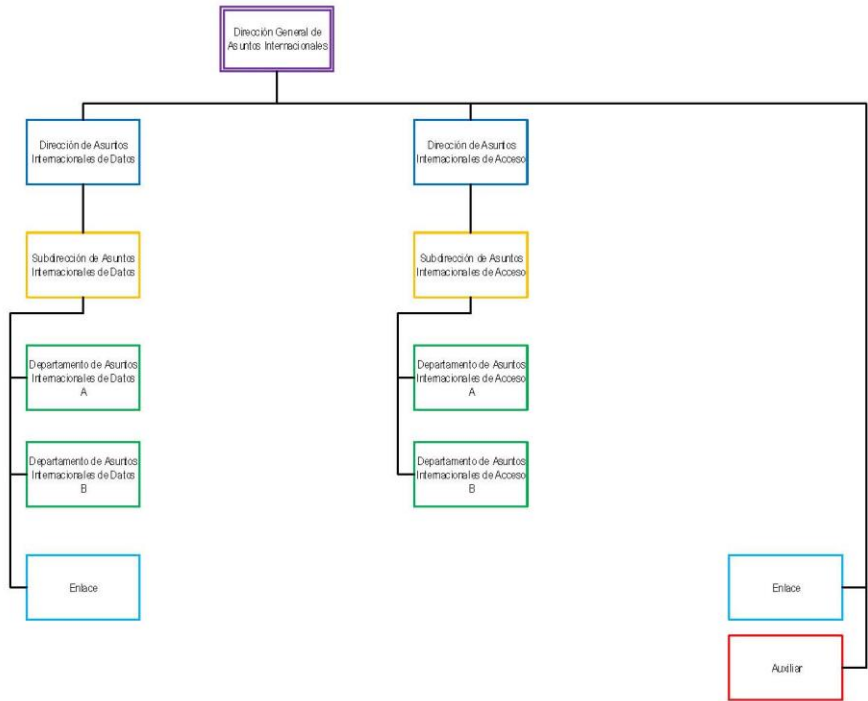 Dirección General de
Asuntos Internacionales
Dirección de Asuntos
Internacionales de Datos
Dirección de Asuntos
Internacionales de Acceso
Subdirección de Asuntos
Internacionales de Datos
Subdirección de Asuntos
Internacionales de Acceso
Departamento de Asuntos
Internacionales de Datos
A
Departamento de Asuntos
Internacionales de Acceso
A
Departamento de Asuntos
Internacionales de Datos
B
Departamento de Asuntos
Internacionales de Acceso
B
Enlace
Enlace
Auxiliar